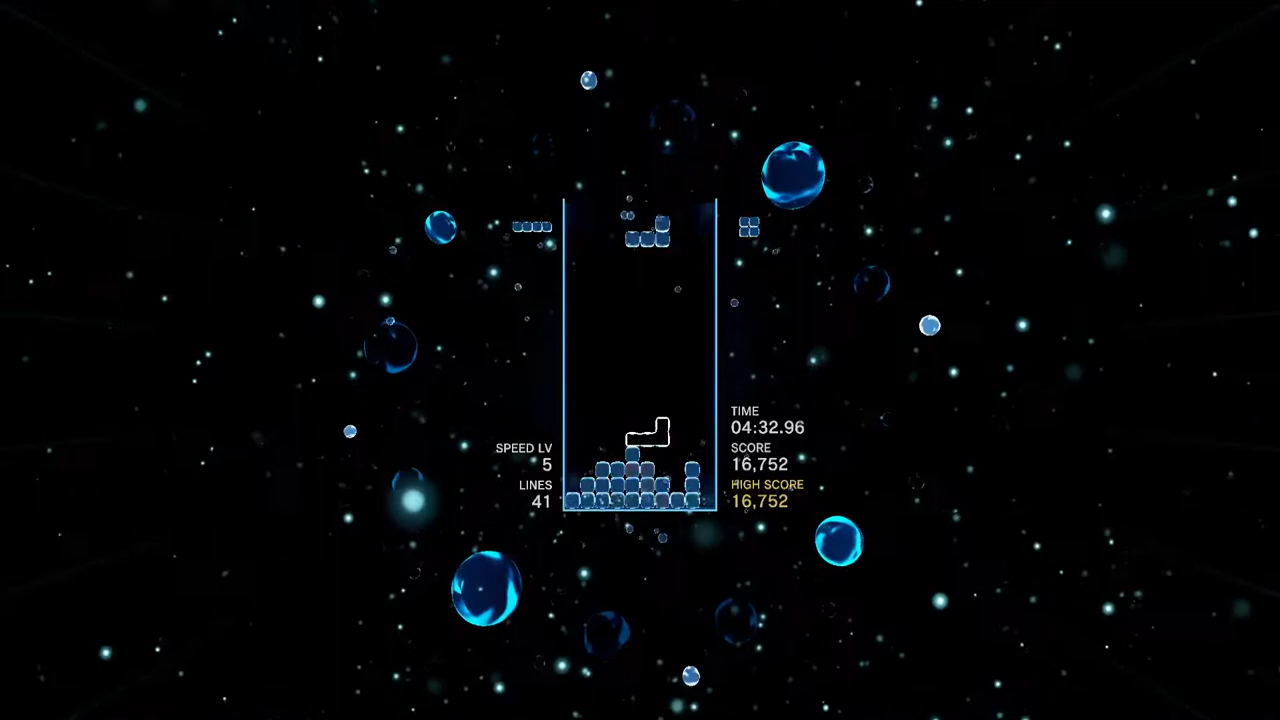 SPEED LV
5
LINES
41
TIME
04:32.96
SCORE
16,752
HIGH SCORE
16,752